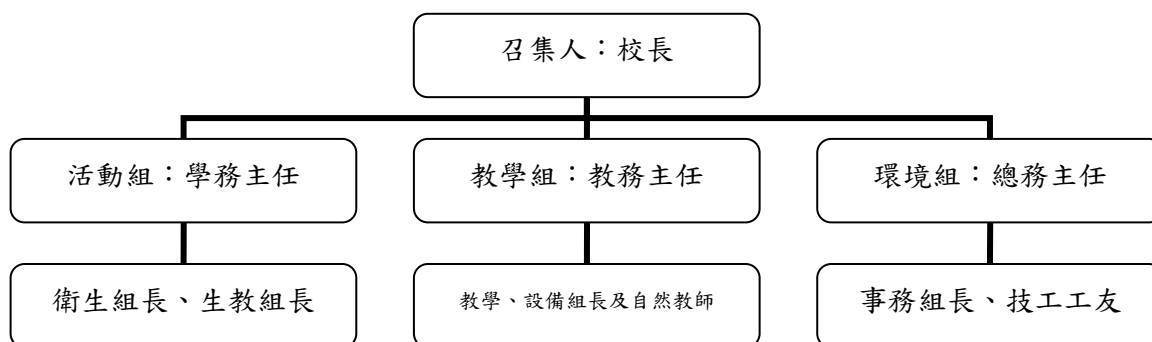 召集人：校長
活動組：學務主任
教學組：教務主任
環境組：總務主任
衛生組長、生教組長
教學、設備組長及自然教師
事務組長、技工工友